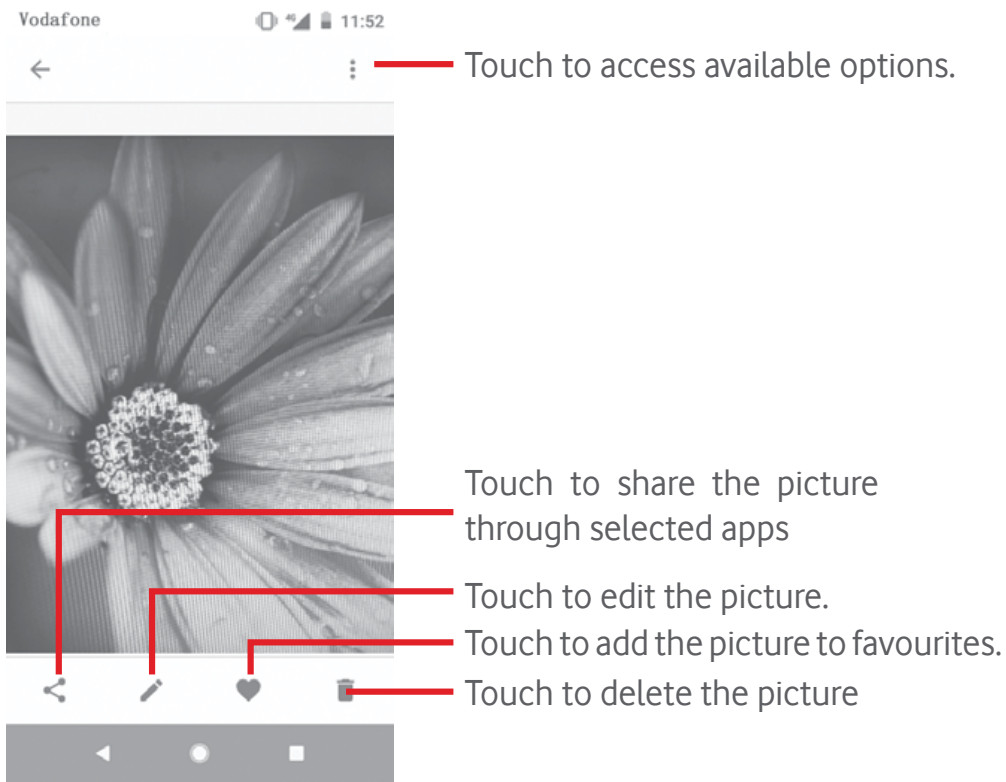 Vodafone 4G 11:52
Touch to access available options.
Touch to share the picture
through selected apps
Touch to edit the picture.
Touch to add the picture to favourites.
Touch to delete the picture